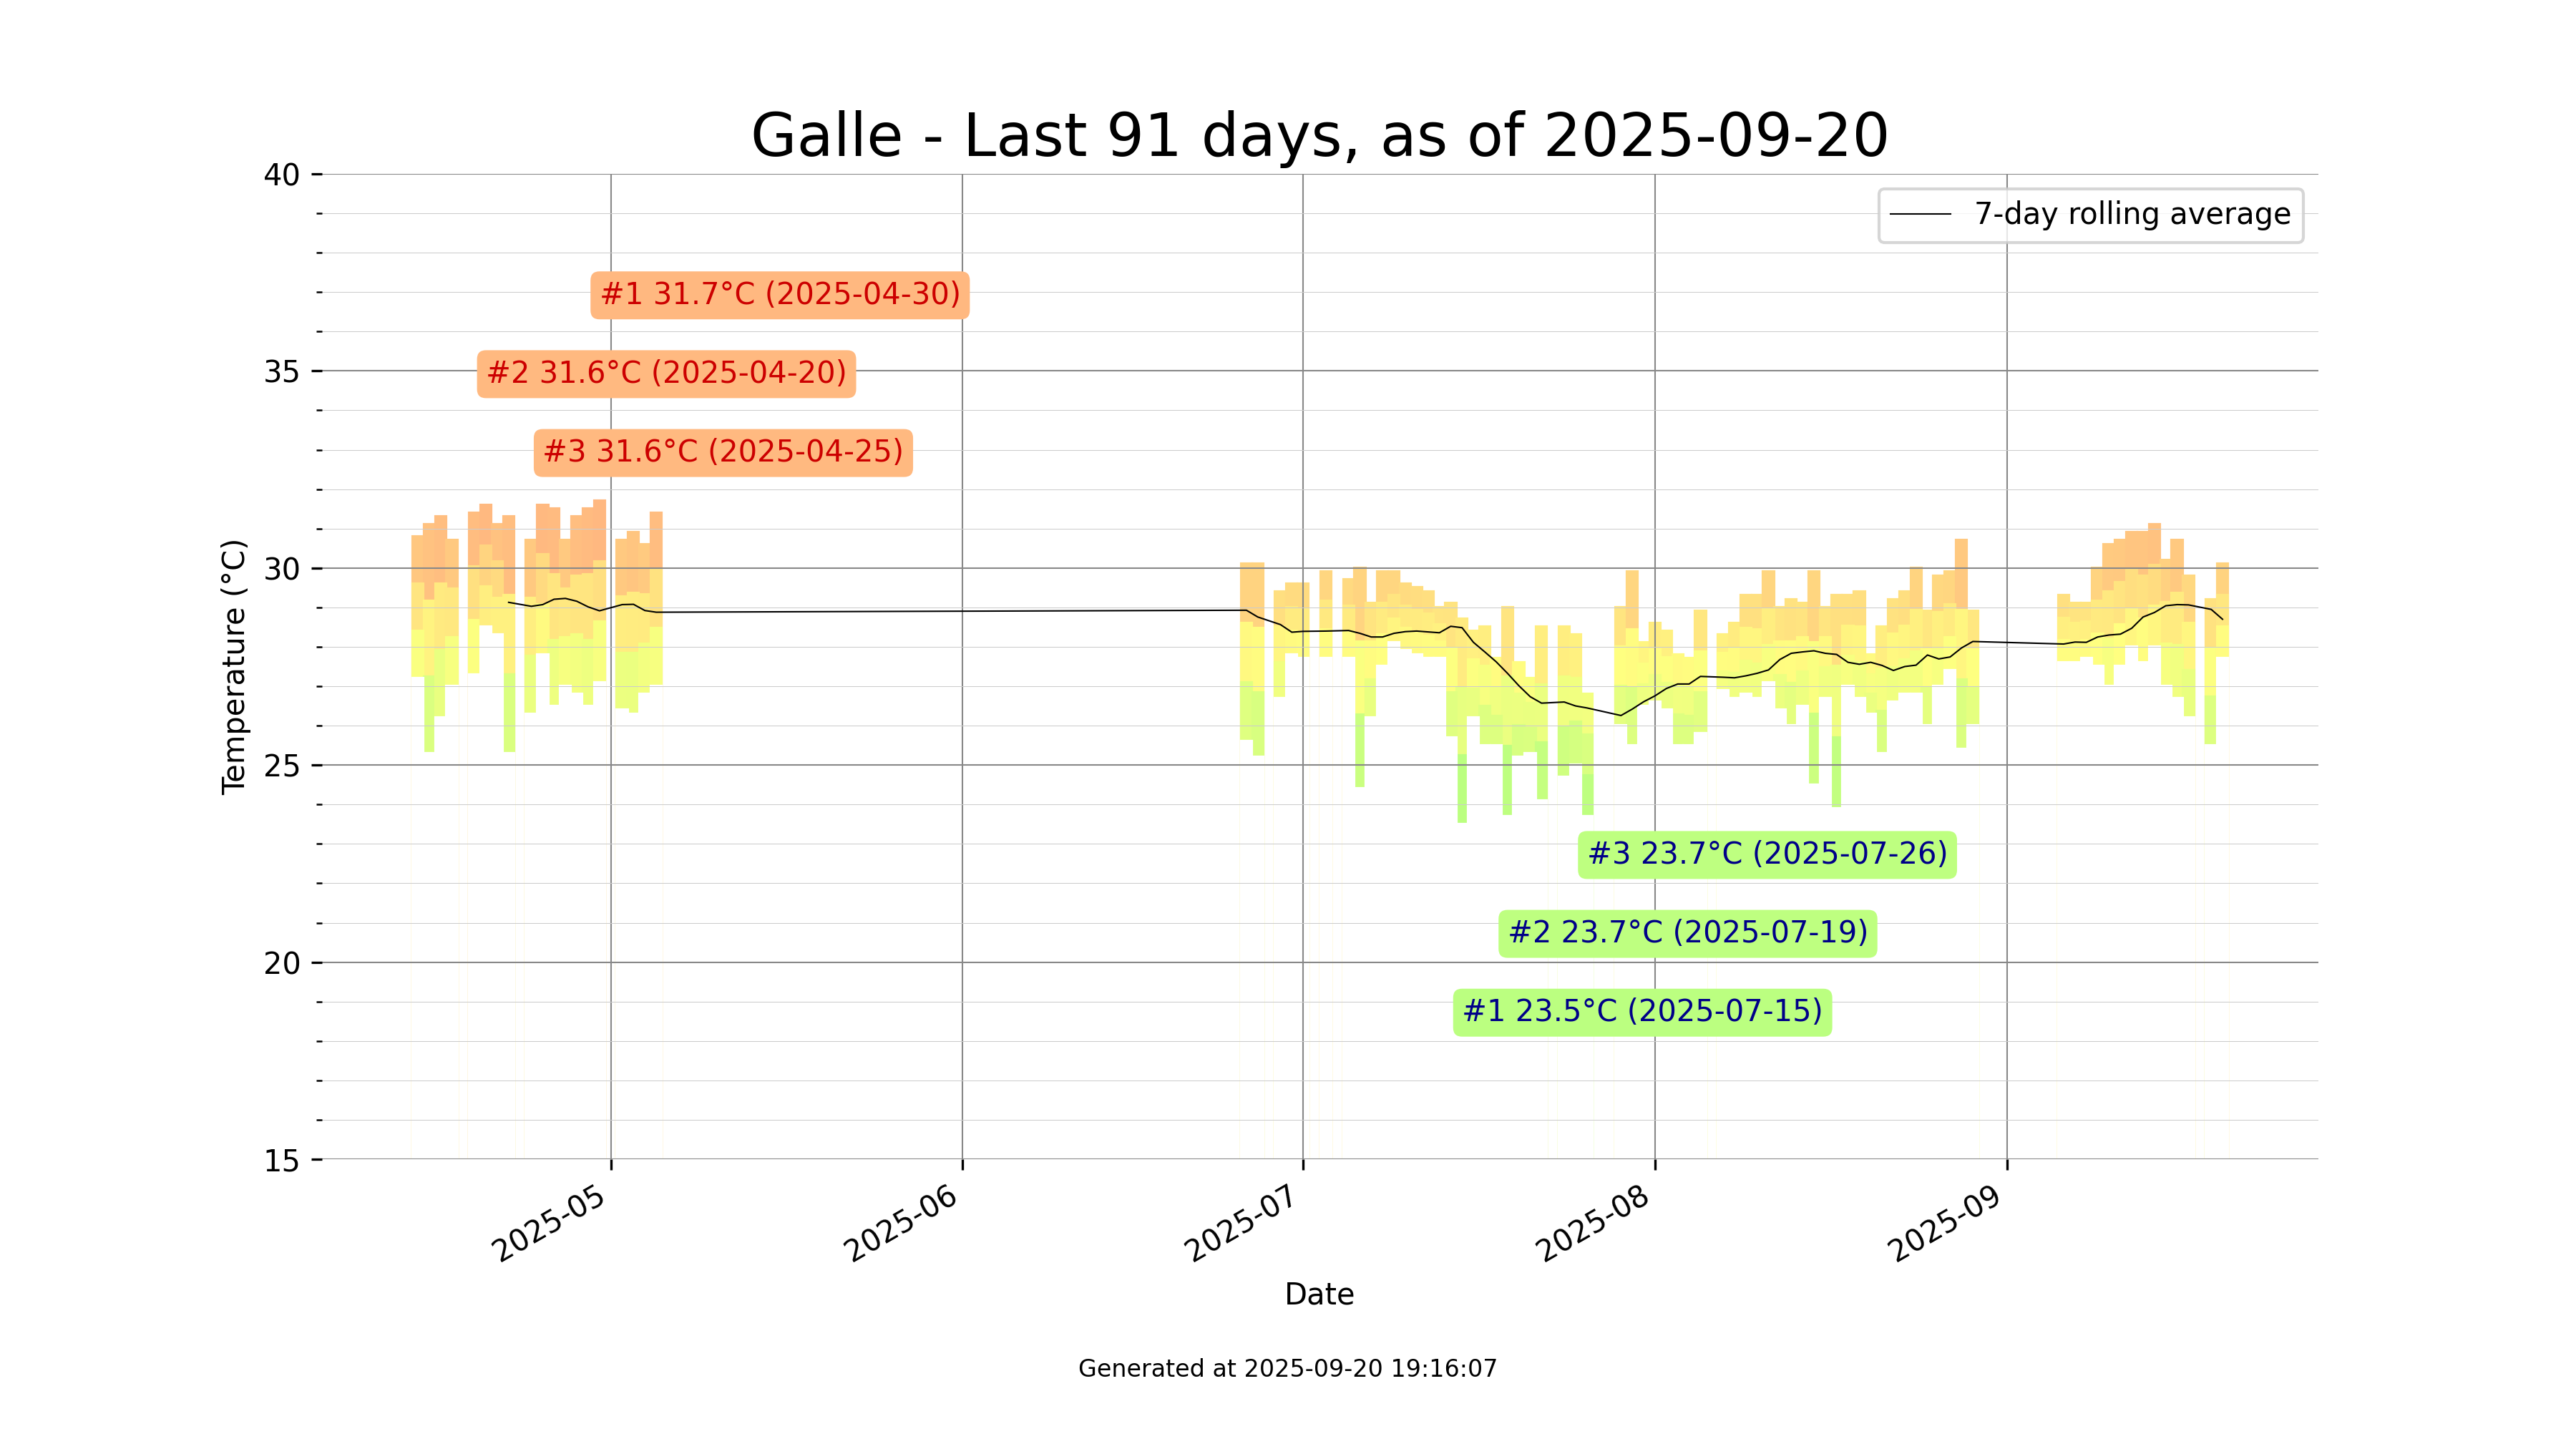 Galle - Last 91 days, as of 2025-09-20
7-day rolling average
40
35
30
25
20
15
Temperature (°C)
#1 31.7°C (2025-04-30)
#2 31.6°C (2025-04-20)
#3 31.6°C (2025-04-25)
#3 23.7°C (2025-07-26)
#2 23.7°C (2025-07-19)
#1 23.5°C (2025-07-15)
2025-05
2025-06
2025-07
2025-08
2025-09
Date
Generated at 2025-09-20 19:16:07